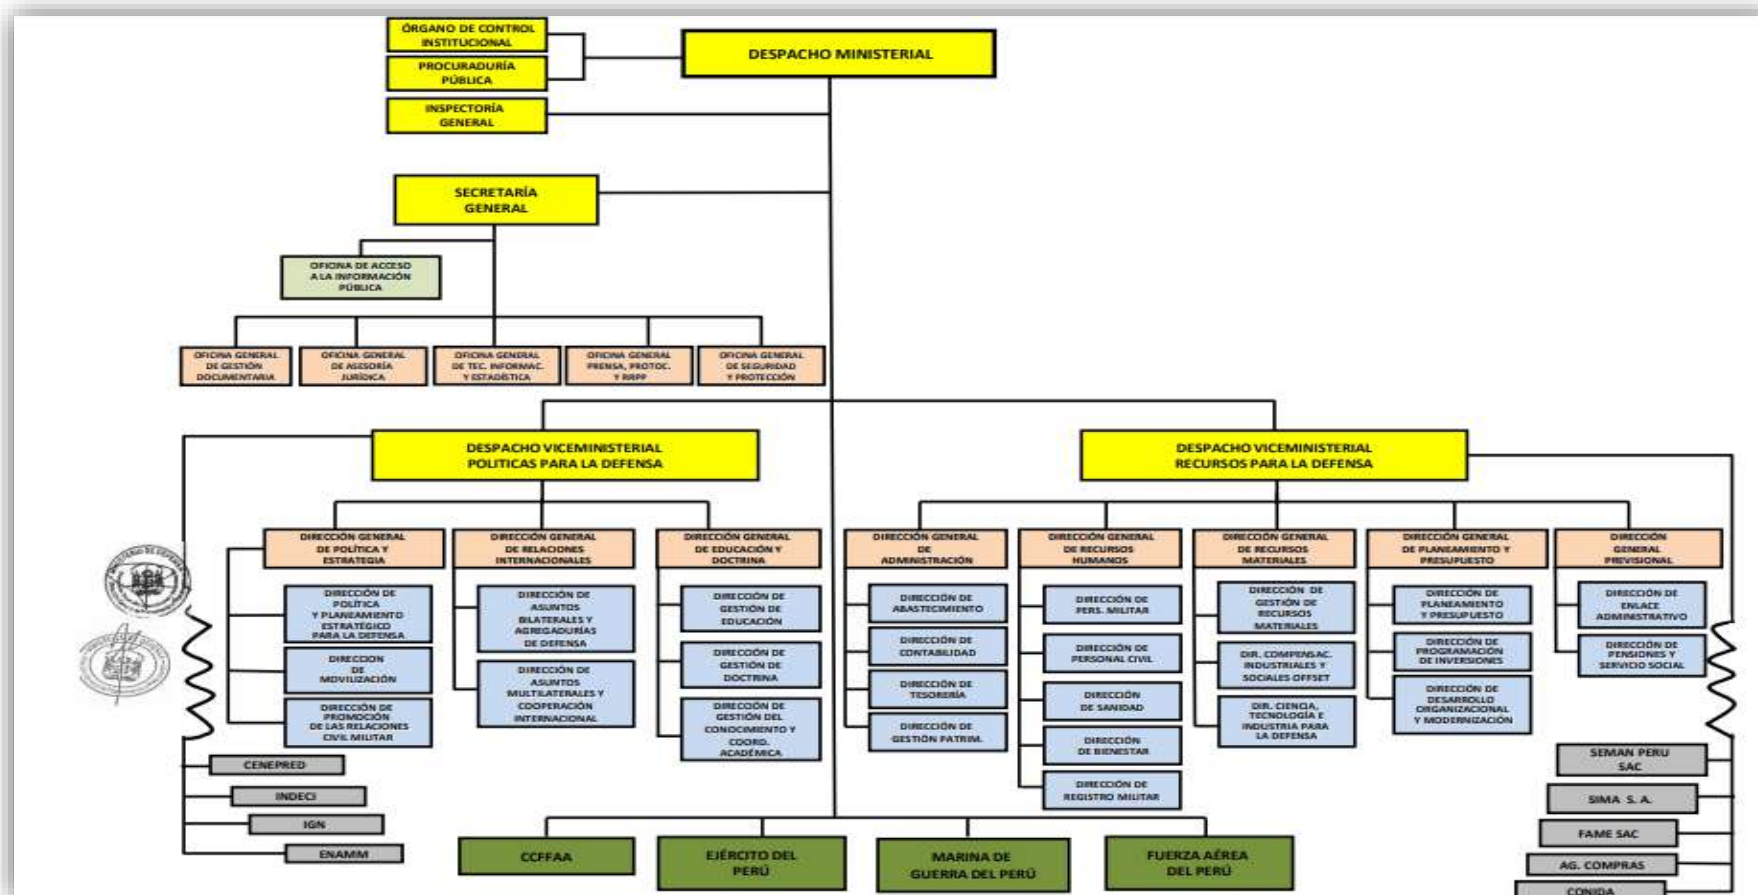 ÓRGANO DE CONTROL
INSTITUCIONAL
DESPACHO MINISTERIAL
PROCURADURÍA
PÚBLICA
INSPECTORÍA
GENERAL
SECRETARÍA
GENERAL
OFICINA DE ACCESO
A LA INFORMACIÓN
PÚBLICA
OFICINA GENERAL
DE GESTIÓN
DOCUMENTARIA
OFICINA GENERAL
DE ASESORÍA
JURÍDICA
OFICINA GENERAL
DE TEC. INFORMAC.
Y ESTADÍSTICA
OFICINA GENERAL
PRENSA, PROTOC.
Y RRPP
OFICINA GENERAL
DE SEGURIDAD
Y PROTECCIÓN
DESPACHO VICEMINISTERIAL
POLITICAS PARA LA DEFENSA
DESPACHO VICEMINISTERIAL
RECURSOS PARA LA DEFENSA
DIRECCIÓN GENERAL
DE POLÍTICA Y
ESTRATEGIA
DIRECCIÓN DE
POLÍTICA
Y PLANEAMIENTO
ESTRATÉGICO
PARA LA DEFENSA
DIRECCION
DE
MOVILIZACIÓN
DIRECCIÓN DE
PROMOCIÓN
DE LAS RELACIONES
CIVIL MILITAR
DIRECCIÓN GENERAL
DE RELACIONES
INTERNACIONALES
DIRECCIÓN DE
ASUNTOS
BILATERALES Y
AGREGADURÍAS
DE DEFENSA
DIRECCIÓN DE
ASUNTOS
MULTILATERALES Y
COOPERACIÓN
INTERNACIONAL
DIRECCIÓN GENERAL
DE EDUCACIÓN Y
DOCTRINA
DIRECCIÓN DE
GESTIÓN DE
EDUCACIÓN
DIRECCIÓN DE
GESTIÓN DE
DOCTRINA
DIRECCIÓN DE
GESTIÓN DEL
CONOCIMIENTO Y
COORD.
ACADÉMICA
DIRECCIÓN GENERAL
DE
ADMINISTRACIÓN
DIRECCIÓN DE
ABASTECIMIENTO
DIRECCIÓN DE
CONTABILIDAD
DIRECCIÓN DE
TESORERÍA
DIRECCIÓN DE
GESTIÓN PATRIM.
DIRECCIÓN GENERAL
DE RECURSOS
HUMANOS
DIRECCIÓN DE
PERS. MILITAR
DIRECCIÓN DE
PERSONAL CIVIL
DIRECCIÓN
DE SANIDAD
DIRECCIÓN
DE BIENESTAR
DIRECCIÓN DE
REGISTRO MILITAR
DIRECCIÓN GENERAL
DE RECURSOS
MATERIALES
DIRECCIÓN DE
GESTIÓN DE
RECURSOS
MATERIALES
DIR. COMPENSAC.
INDUSTRIALES Y
SOCIALES OFFSET
DIR. CIENCIA,
TECNOLOGÍA E
INDUSTRIA PARA
LA DEFENSA
DIRECCIÓN GENERAL
DE PLANEAMIENTO Y
PRESUPUESTO
DIRECCIÓN DE
PLANEAMIENTO
Y PRESUPUESTO
DIRECCIÓN DE
PROGRAMACIÓN
DE INVERSIONES
DIRECCIÓN DE
DESARROLLO
ORGANIZACIONAL
Y MODERNIZACIÓN
DIRECCIÓN
GENERAL
PREVISIONAL
DIRECCIÓN DE
ENLACE
ADMINISTRATIVO
DIRECCIÓN DE
PENSIONES Y
SERVICIO SOCIAL
CENEPRED
INDECI
IGN
ENAMM
SEMAN PERU
SAC
SIMA S. A.
FAME SAC
AG. COMPRAS
CONIDA
CCFFAA
EJÉRCITO DEL
PERÚ
MARINA DE
GUERRA DEL PERÚ
FUERZA AÉREA
DEL PERÚ